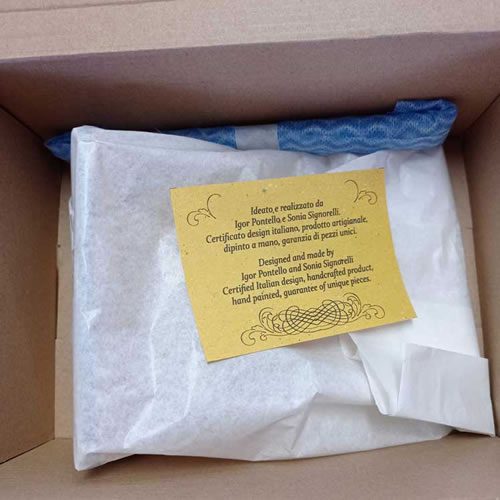 Ideato e realizzato da
Igor Pontello e Sonia Signorelli.
Certificato design italiano, prodotto artigianale,
dipinto a mano, garanzia di pezzi unici.
Designed and made by
Igor Pontello and Sonia Signorelli
Certified Italian design, handcrafted product,
hand painted, guarantee of unique pieces.